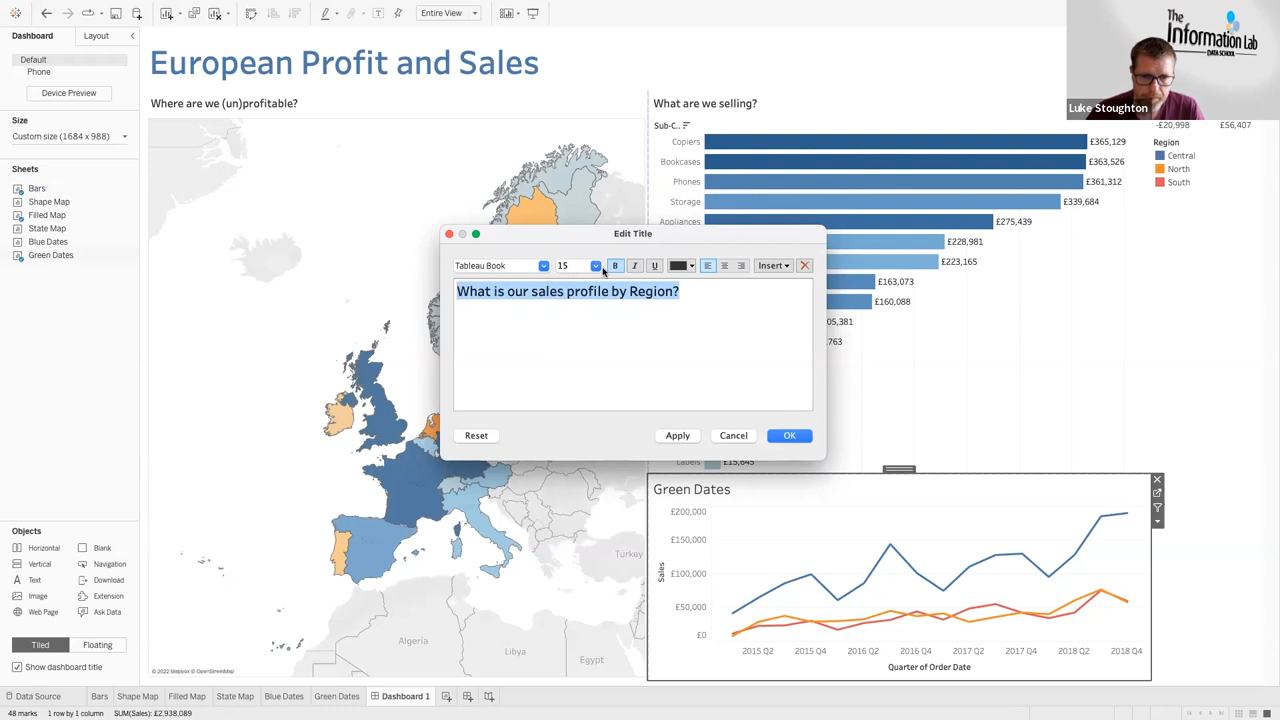 Entire View
The
Information Lab
DATA SCHOOL
Luke Stoughton
Dashboard
Layout
Default
Phone
Device Preview
Size
Custom size (1684 x 988)
Sheets
Bars
Shape Map
Filled Map
State Map
Blue Dates
Green Dates
Objects
Horizontal
Blank
Vertical
Navigation
Text
Download
Image
Extension
Web Page
Ask Data
Tiled
Floating
Show dashboard title
European Profit and Sales
Where are we (un)profitable?
Turkey
Algeria
Libya
Egypt
© 2022 Mapbox © OpenStreetMap
What are we selling?
Sub-C..
Copiers
£365,129
Bookcases
£363,526
Phones
£361,312
Storage
£339,684
Appliances
£275,439
£228,981
£223,165
£163,073
£160,088
05,381
763
Labels
£15,645
-£20,998
£56,407
Region
Central
North
South
Edit Title
Tableau Book
15
B
I
U
Insert
What is our sales profile by Region?
Reset
Apply
Cancel
OK
Green Dates
£200,000
£150,000
£100,000
£50,000
£0
Sales
2015 Q2
2015 Q4
2016 Q2
2016 Q4
2017 Q2
2017 Q4
2018 Q2
2018 Q4
Quarter of Order Date
Data Source
Bars
Shape Map
Filled Map
State Map
Blue Dates
Green Dates
Dashboard 1
48 marks
1 row by 1 column
SUM(Sales): £2,938,089